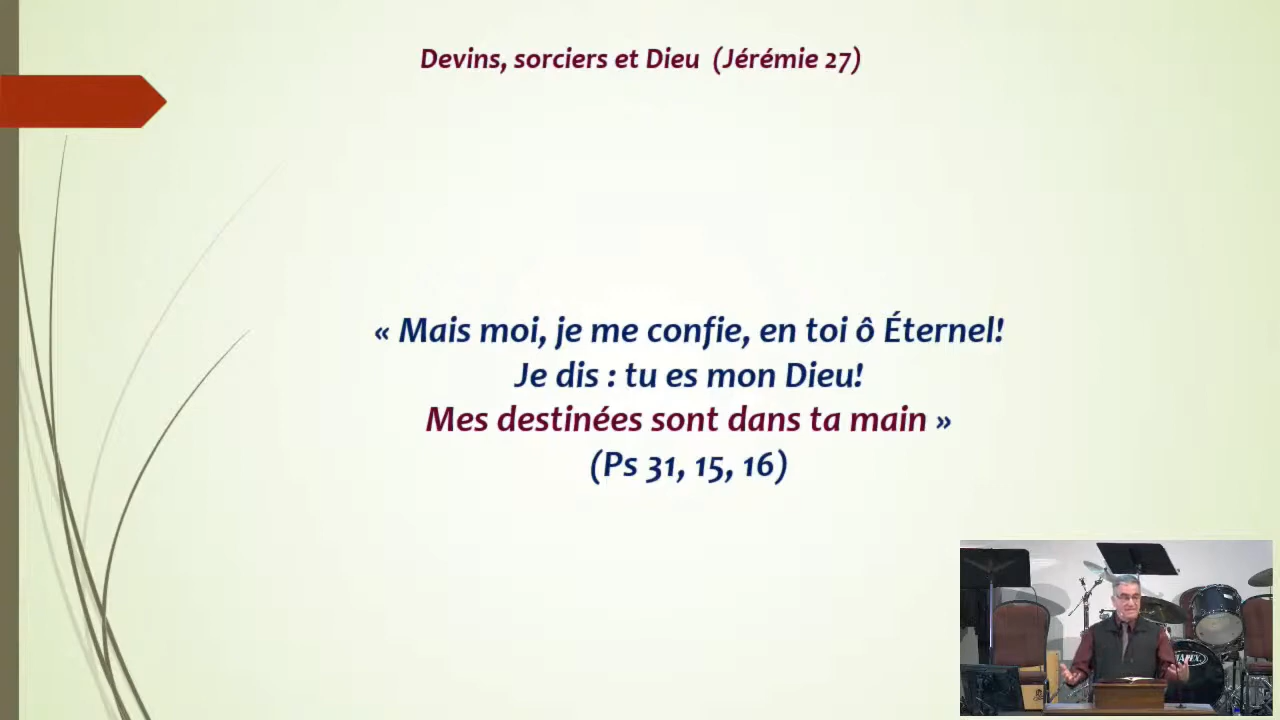 Devins, sorciers et Dieu (Jérémie 27)
« Mais moi, je me confie, en toi ô Éternel!
Je dis : tu es mon Dieu!
Mes destinées sont dans ta main »
(Ps 31, 15, 16)
MAPEX